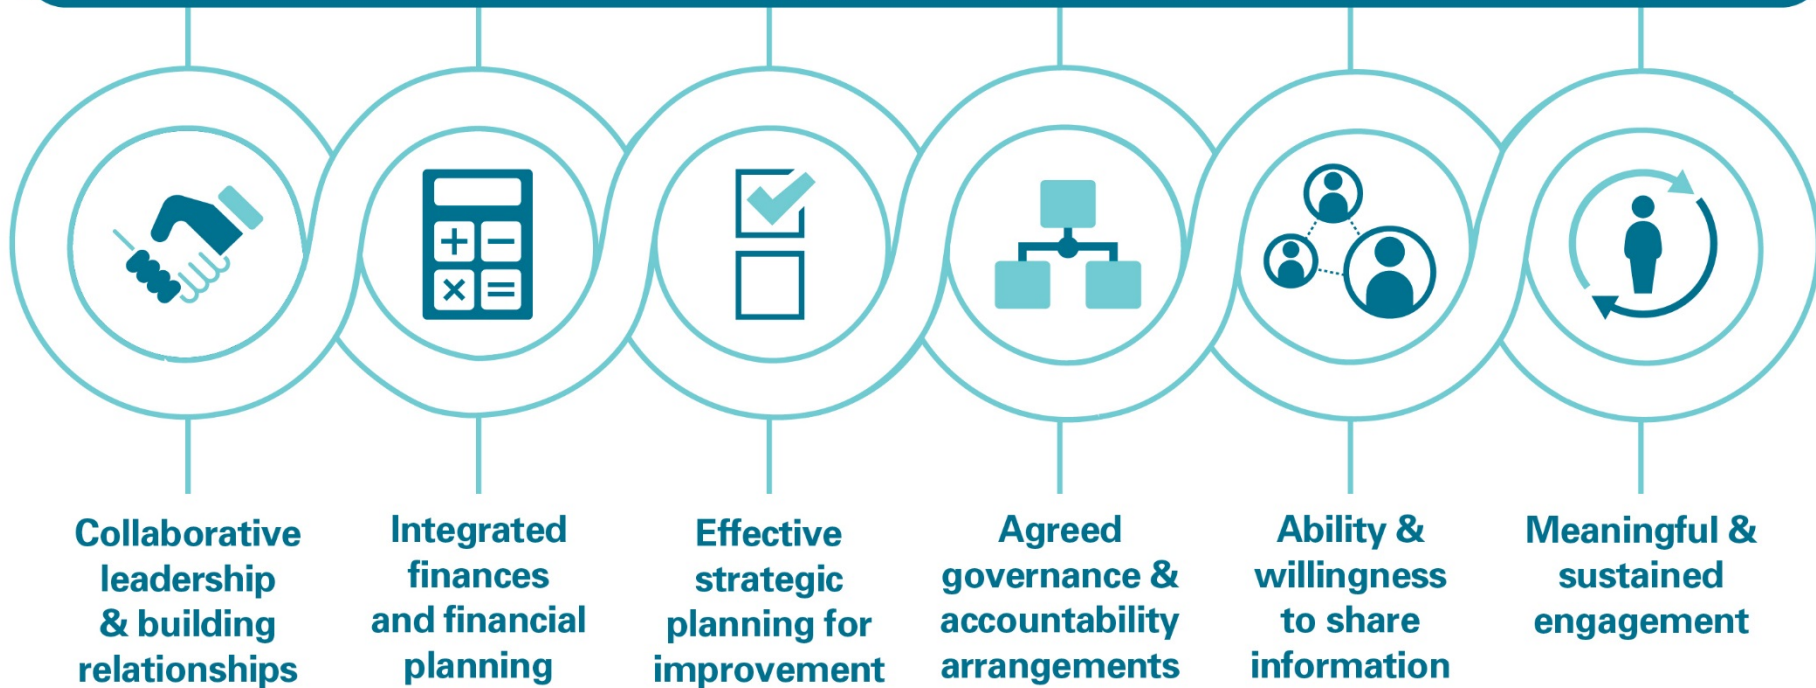 Collaborative
leadership
& building
relationships
Integrated
finances
and financial
planning
Effective
strategic
planning for
improvement
Agreed
governance &
accountability
arrangements
Ability &
willingness
to share
information
Meaningful &
sustained
engagement